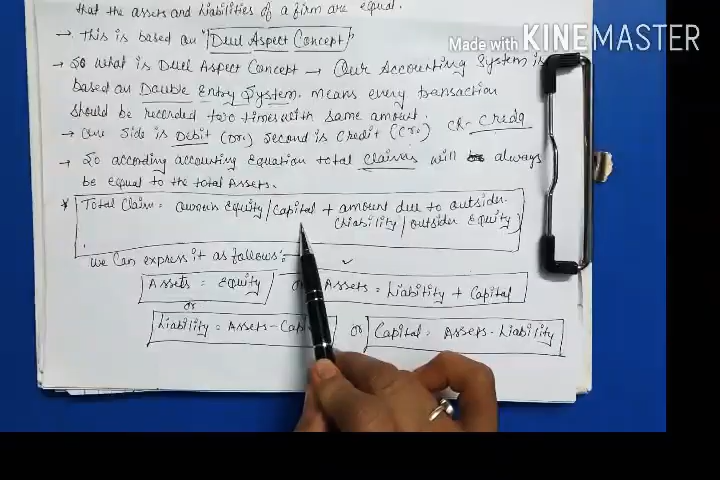 that the assets and liabilities of a firm are equal.
→ This is based on "Duel Aspect Concept"
→ So what is Duel Aspect Concept → Our Accounting System is
based on Double Entry System. means every transaction
should be recorded two times with same amount.
→ one side is Debit (Dr.) second is Credit (Cr.) CR-
→ So according accounting Equation total claims will always
be equal to the total Assets.
* Total Claim = owner's Equity/Capital + amount due to outsider.
(Liability/outsider Equity)
We Can Express it as follows:-
Assets = Equity or Assets = Liability + Capital
or
Liability = Assets - or Capital = Assets - Liability
Made with KINEMASTER